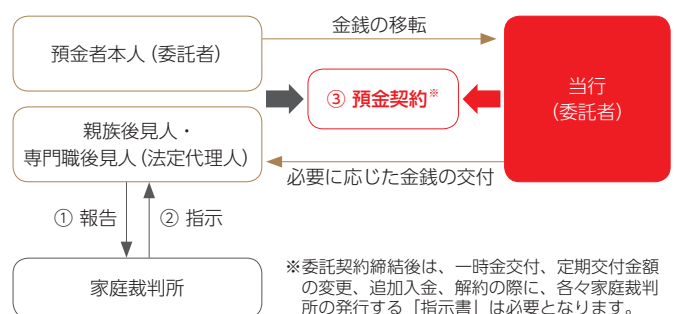 金銭の移転
預金者本人（委託者）
当行
（委託者）
③ 預金契約※
親族後見人・
専門職後見人（法定代理人）
必要に応じた金銭の交付
① 報告
② 指示
家庭裁判所
※委託契約締結後は、一時金交付、定期交付金額
の変更、追加入金、解約の際に、各々家庭裁判
所の発行する「指示書」は必要となります。